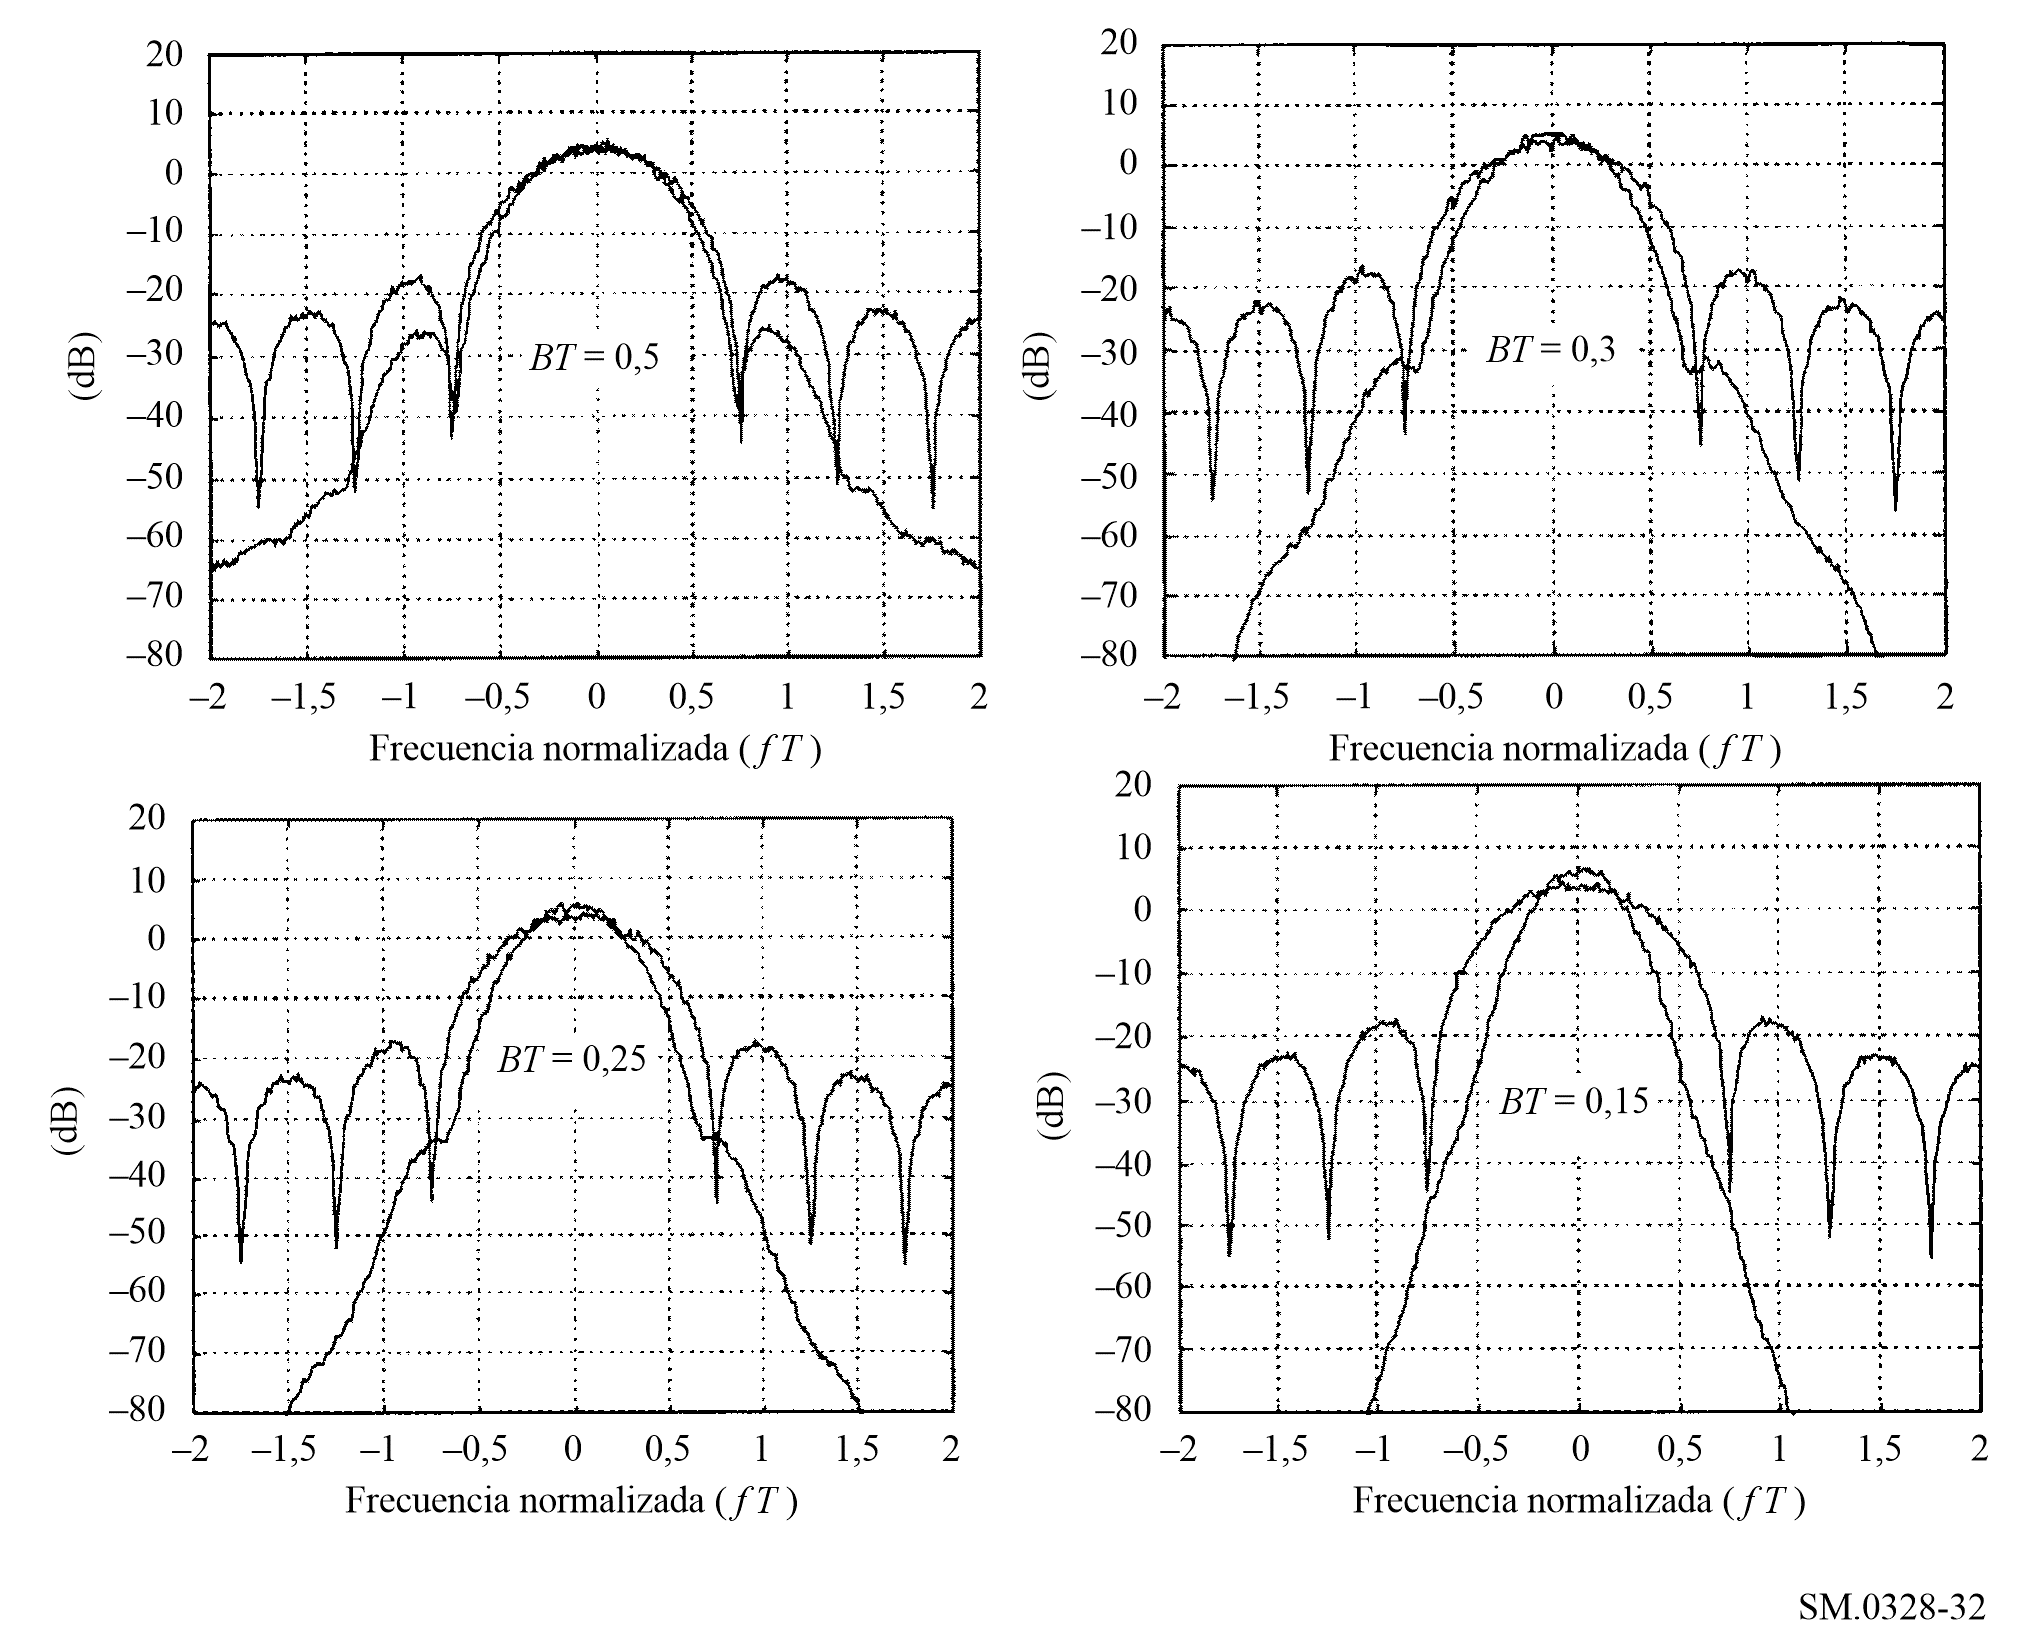 20
10
0
–10
–20
–30
–40
–50
–60
–70
–80
(dB)
BT = 0,5
–2 –1,5 –1 –0,5 0 0,5 1 1,5 2
Frecuencia normalizada (f T)
20
10
0
–10
–20
–30
–40
–50
–60
–70
–80
(dB)
BT = 0,3
–2 –1,5 –1 –0,5 0 0,5 1 1,5 2
Frecuencia normalizada (f T)
20
10
0
–10
–20
–30
–40
–50
–60
–70
–80
(dB)
BT = 0,25
–2 –1,5 –1 –0,5 0 0,5 1 1,5 2
Frecuencia normalizada (f T)
20
10
0
–10
–20
–30
–40
–50
–60
–70
–80
(dB)
BT = 0,15
–2 –1,5 –1 –0,5 0 0,5 1 1,5 2
Frecuencia normalizada (f T)
SM.0328-32